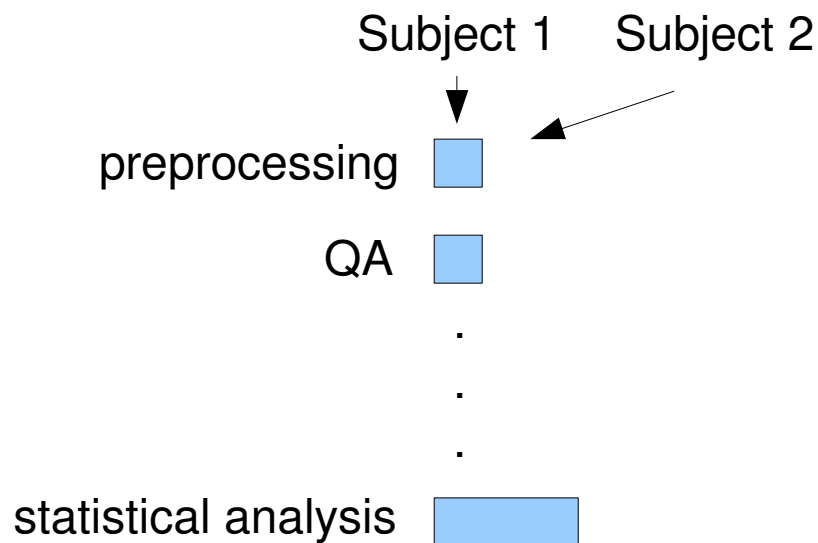 Subject 1 Subject 2
preprocessing
QA
.
.
.
statistical analysis